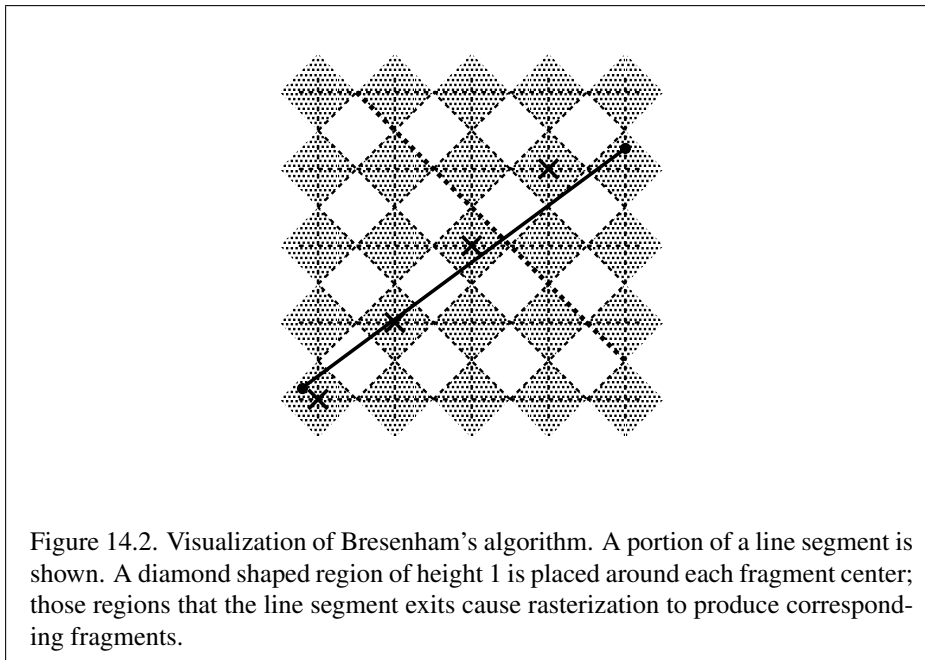 Figure 14.2. Visualization of Bresenham's algorithm. A portion of a line segment is
shown. A diamond shaped region of height 1 is placed around each fragment center;
those regions that the line segment exits cause rasterization to produce correspond-
ing fragments.